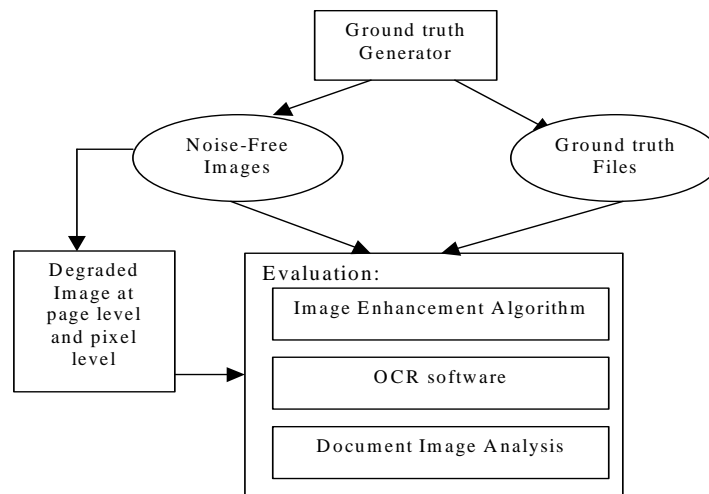 Ground truth
Generator
Noise-Free
Images
Ground truth
Files
Degraded
Image at
page level
and pixel
level
Evaluation:
Image Enhancement Algorithm
OCR software
Document Image Analysis